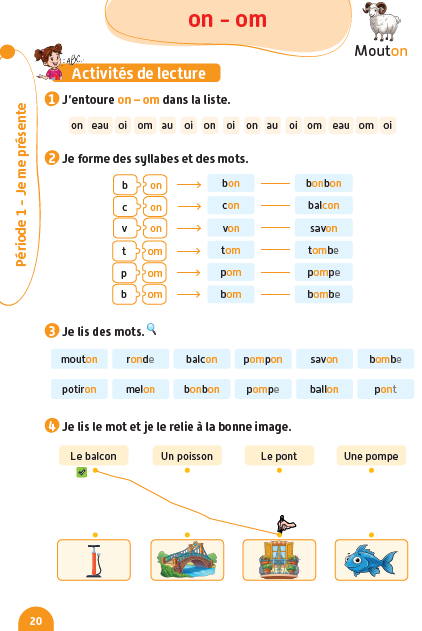 on - om
Mouton
ABC
Activités de lecture
Période 1 - Je me présente
1 J'entoure on – om dans la liste.
on eau oi om au oi on oi on au oi om eau om oi
2 Je forme des syllabes et des mots.
b on bon bonbon
c on con balcon
v on von savon
t om tom tombe
p om pom pompe
b om bom bombe
3 Je lis des mots.
mouton ronde balcon pompon savon bombe
potiron melon bonbon pompe ballon pont
4 Je lis le mot et je le relie à la bonne image.
Le balcon Un poisson Le pont Une pompe
20